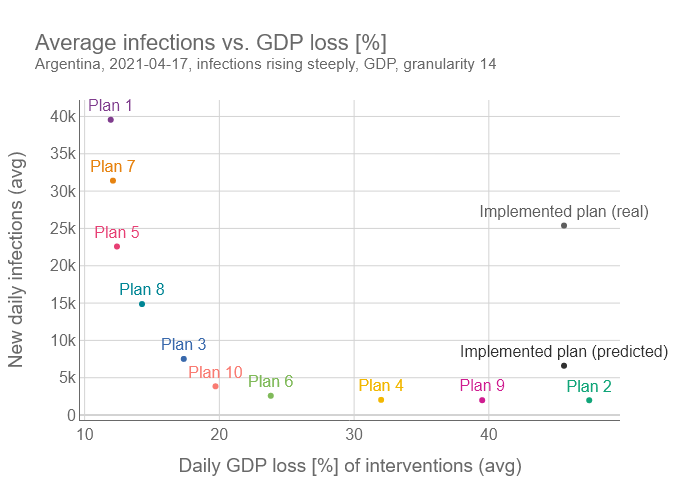 Average infections vs. GDP loss [%]
Argentina, 2021-04-17, infections rising steeply, GDP, granularity 14
New daily infections (avg)
40k
35k
30k
25k
20k
15k
10k
5k
0
Plan 1
Plan 7
Plan 5
Implemented plan (real)
Plan 8
Plan 3
Implemented plan (predicted)
Plan 10
Plan 6
Plan 4
Plan 9
Plan 2
10
20
30
40
Daily GDP loss [%] of interventions (avg)